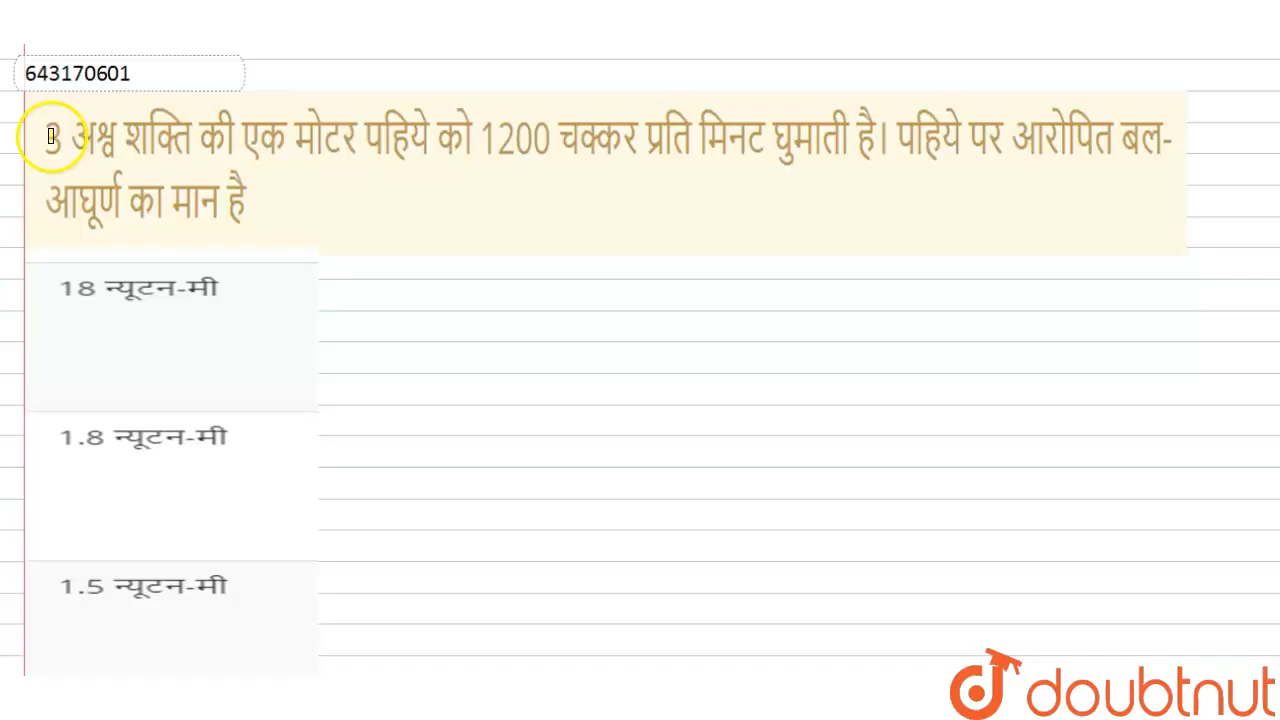 643170601
3 अश्व शक्ति की एक मोटर पहिये को 1200 चक्कर प्रति मिनट घुमाती है। पहिये पर आरोपित बल-
आघूर्ण का मान है
18 न्यूटन-मी
1.8 न्यूटन-मी
1.5 न्यूटन-मी
doubtnut